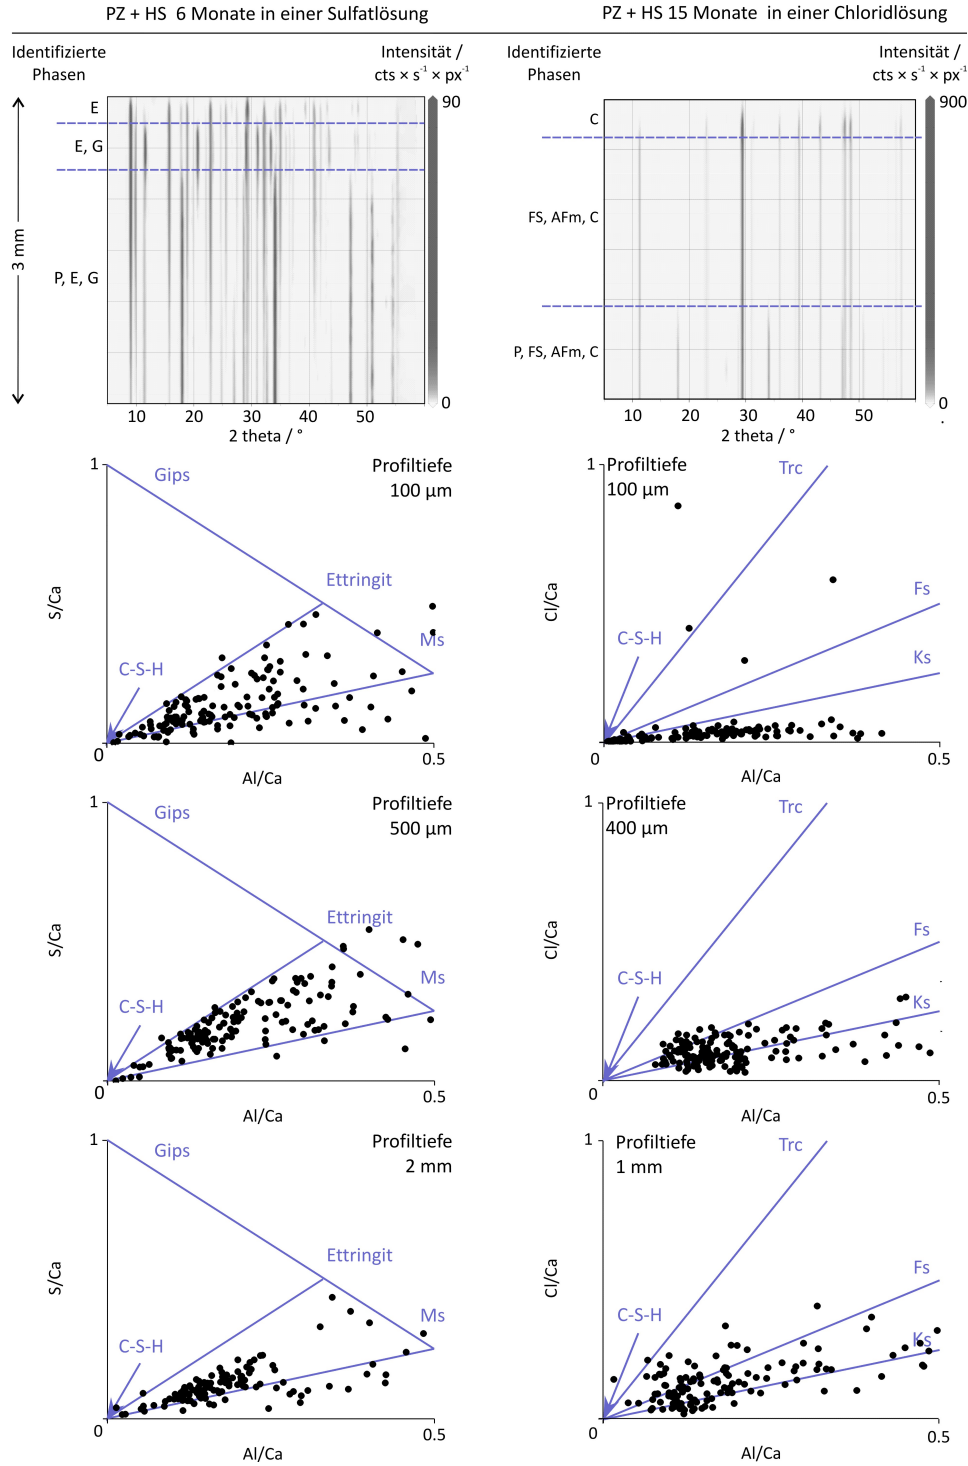 PZ + HS 6 Monate in einer Sulfatlösung
PZ + HS 15 Monate in einer Chloridlösung
Identifizierte
Phasen
Intensität /
cts × s⁻¹ × px⁻¹
Identifizierte
Phasen
Intensität /
cts × s⁻¹ × px⁻¹
3 mm
E
E, G
P, E, G
90
0
10 20 30 40 50
2 theta / °
C
FS, AFm, C
P, FS, AFm, C
900
0
10 20 30 40 50
2 theta / °
1
Gips
Profiltiefe
100 µm
Ettringit
S/Ca
Ms
C-S-H
0
0.5
Al/Ca
1
Profiltiefe
100 µm
Trc
Fs
Cl/Ca
C-S-H
Ks
0
0.5
Al/Ca
1
Gips
Profiltiefe
500 µm
Ettringit
S/Ca
Ms
C-S-H
0
0.5
Al/Ca
1
Profiltiefe
400 µm
Trc
Fs
Cl/Ca
C-S-H
Ks
0
0.5
Al/Ca
1
Gips
Profiltiefe
2 mm
Ettringit
S/Ca
Ms
C-S-H
0
0.5
Al/Ca
1
Profiltiefe
1 mm
Trc
Fs
Cl/Ca
C-S-H
Ks
0
0.5
Al/Ca